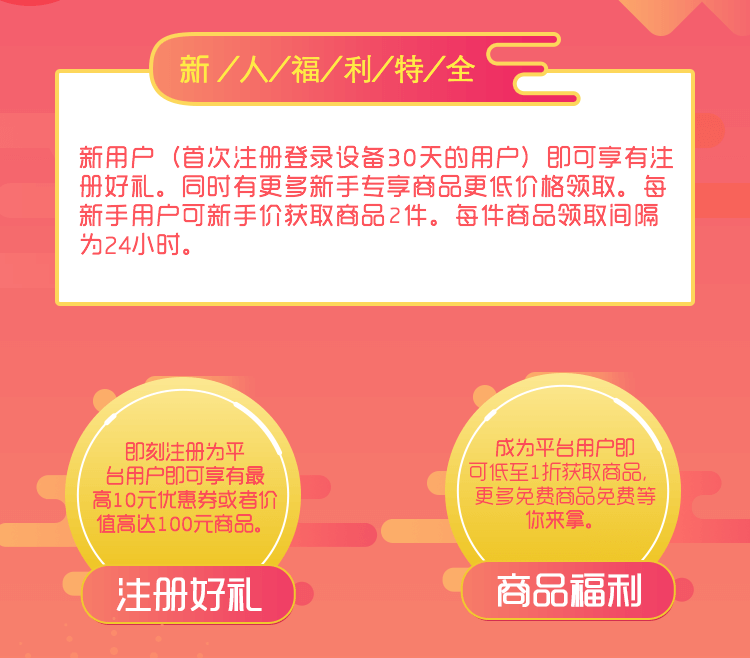 新/人/福/利/特/全
新用户（首次注册登录设备30天的用户）即可享有注
册好礼。同时有更多新手专享商品更低价格领取。每
新手用户可新手价获取商品2件。每件商品领取间隔
为24小时。
即刻注册为平
台用户即可享有最
高10元优惠券或者价
值高达100元商品。
注册好礼
成为平台用户即
可低至1折获取商品,
更多免费商品免费等
你来拿。
商品福利